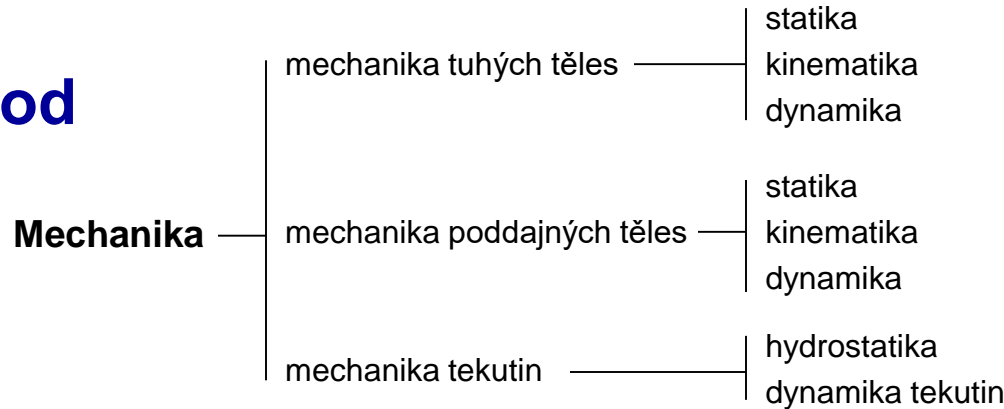 od
Mechanika
mechanika tuhých těles
statika
kinematika
dynamika
mechanika poddajných těles
statika
kinematika
dynamika
mechanika tekutin
hydrostatika
dynamika tekutin